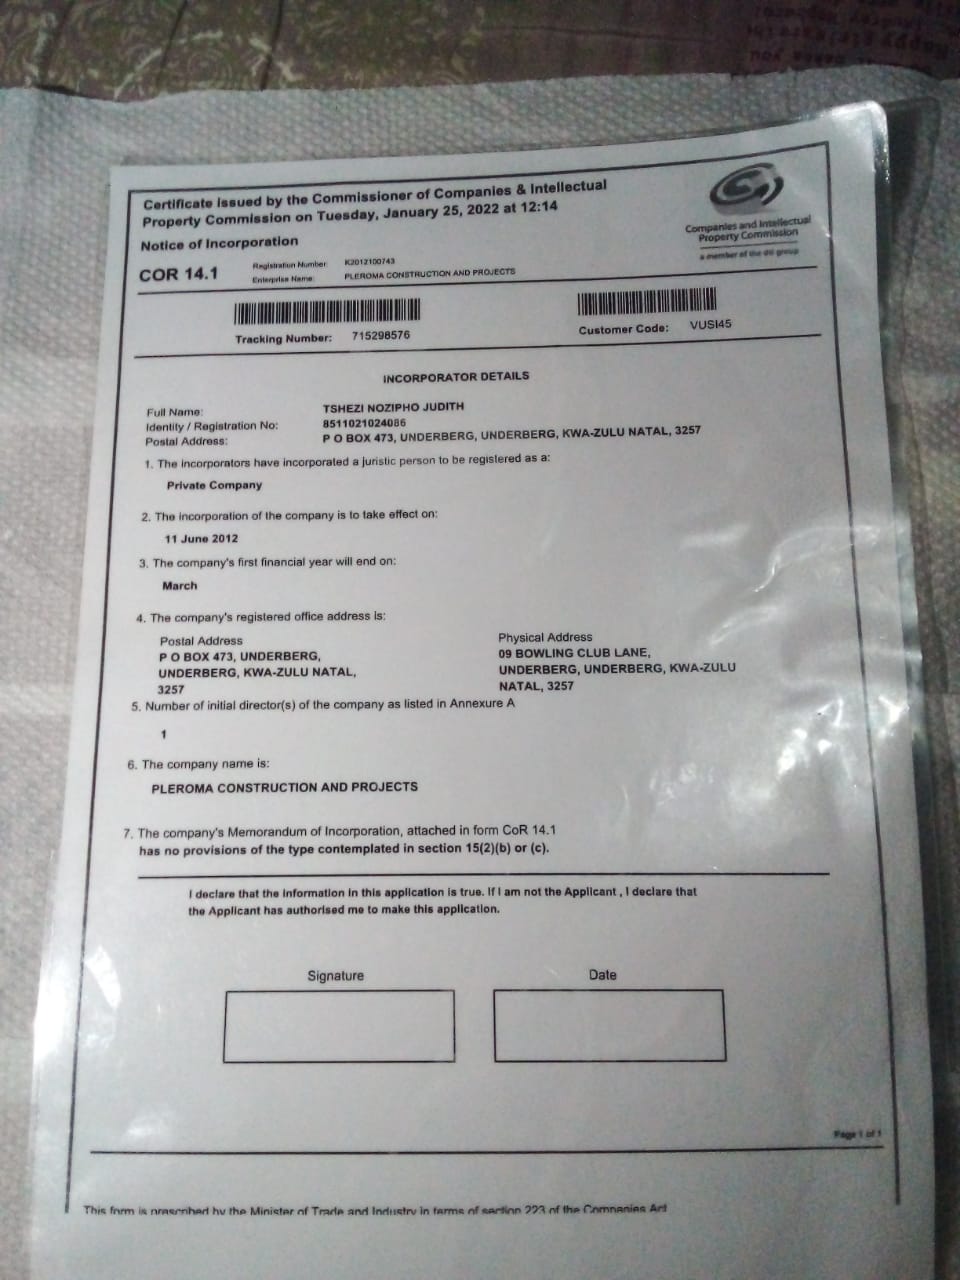 Certificate issued by the Commissioner of Companies & Intellectual
Property Commission on Tuesday, January 25, 2022 at 12:14
Companies and Intellectual
Property Commission
a member of the dti group
Notice of Incorporation
COR 14.1
Registration Number: K2012100743
Enterprise Name: PLEROMA CONSTRUCTION AND PROJECTS
Tracking Number: 715298576
Customer Code: VUSI45
INCORPORATOR DETAILS
Full Name: TSHEZI NOZIPHO JUDITH
Identity / Registration No: 8511021024086
Postal Address: P O BOX 473, UNDERBERG, UNDERBERG, KWA-ZULU NATAL, 3257
1. The incorporators have incorporated a juristic person to be registered as a:
Private Company
2. The incorporation of the company is to take effect on:
11 June 2012
3. The company's first financial year will end on:
March
4. The company's registered office address is:
Postal Address
P O BOX 473, UNDERBERG,
UNDERBERG, KWA-ZULU NATAL,
3257
Physical Address
09 BOWLING CLUB LANE,
UNDERBERG, UNDERBERG, KWA-ZULU
NATAL, 3257
5. Number of initial director(s) of the company as listed in Annexure A
1
6. The company name is:
PLEROMA CONSTRUCTION AND PROJECTS
7. The company's Memorandum of Incorporation, attached in form CoR 14.1
has no provisions of the type contemplated in section 15(2)(b) or (c).
I declare that the information in this application is true. If I am not the Applicant , I declare that
the Applicant has authorised me to make this application.
Signature
Date
Page 1 of 1
This form is prescribed by the Minister of Trade and Industry in terms of section 223 of the Companies Act